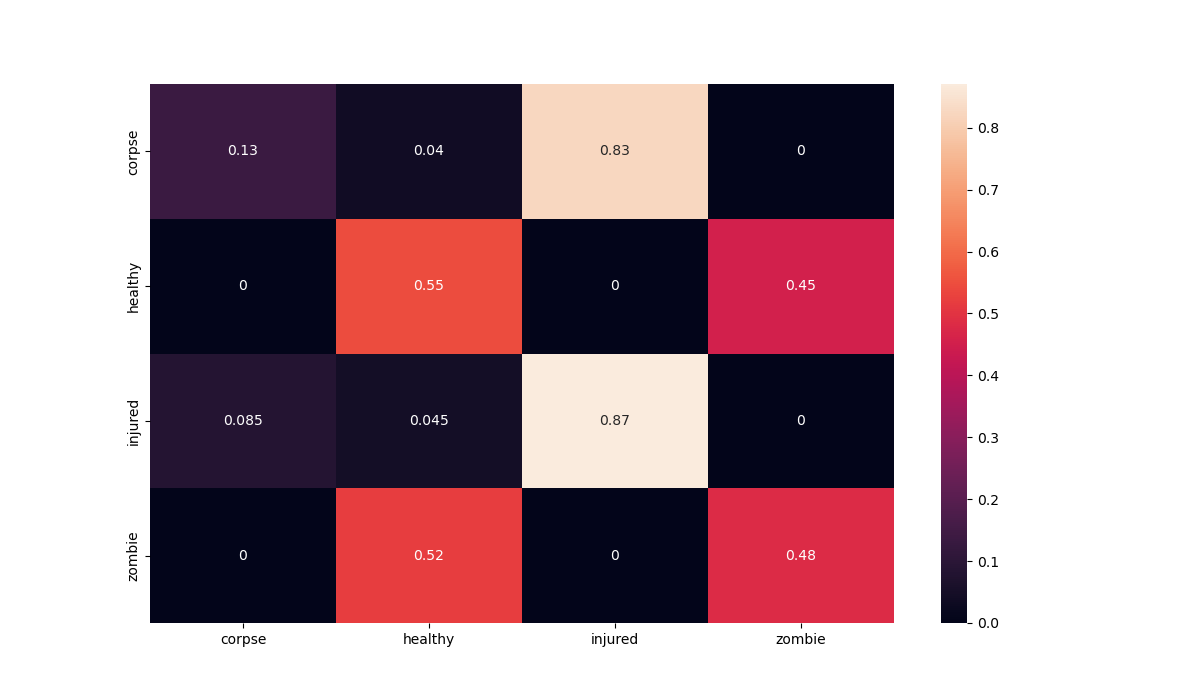 corpse 0.13 0.04 0.83 0
healthy 0 0.55 0 0.45
injured 0.085 0.045 0.87 0
zombie 0 0.52 0 0.48
corpse healthy injured zombie
0.8
0.7
0.6
0.5
0.4
0.3
0.2
0.1
0.0